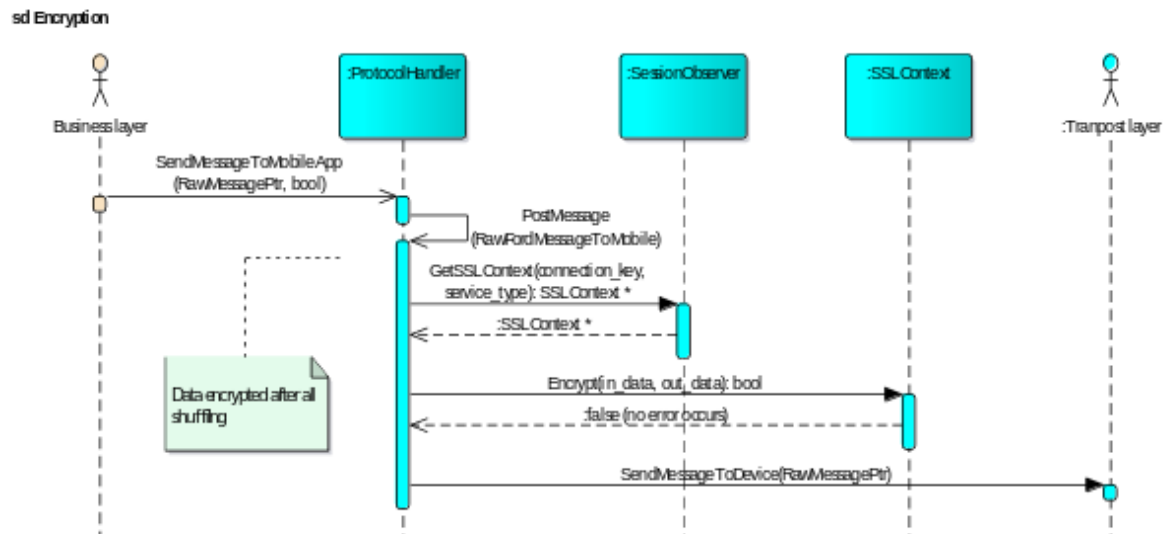 sd Encryption
:ProtocolHandler
:SessionObserver
:SSLContext
Business layer
:Tranpost layer
SendMessageToMobileApp
(RawMessagePtr, bool)
PostMessage
(RawFordMessageToMobile)
GetSSLContext(connection_key,
service_type): SSLContext *
:SSLContext *
Data encrypted after all
shuffling
Encrypt(in_data, out_data): bool
:false (no error occurs)
SendMessageToDevice(RawMessagePtr)